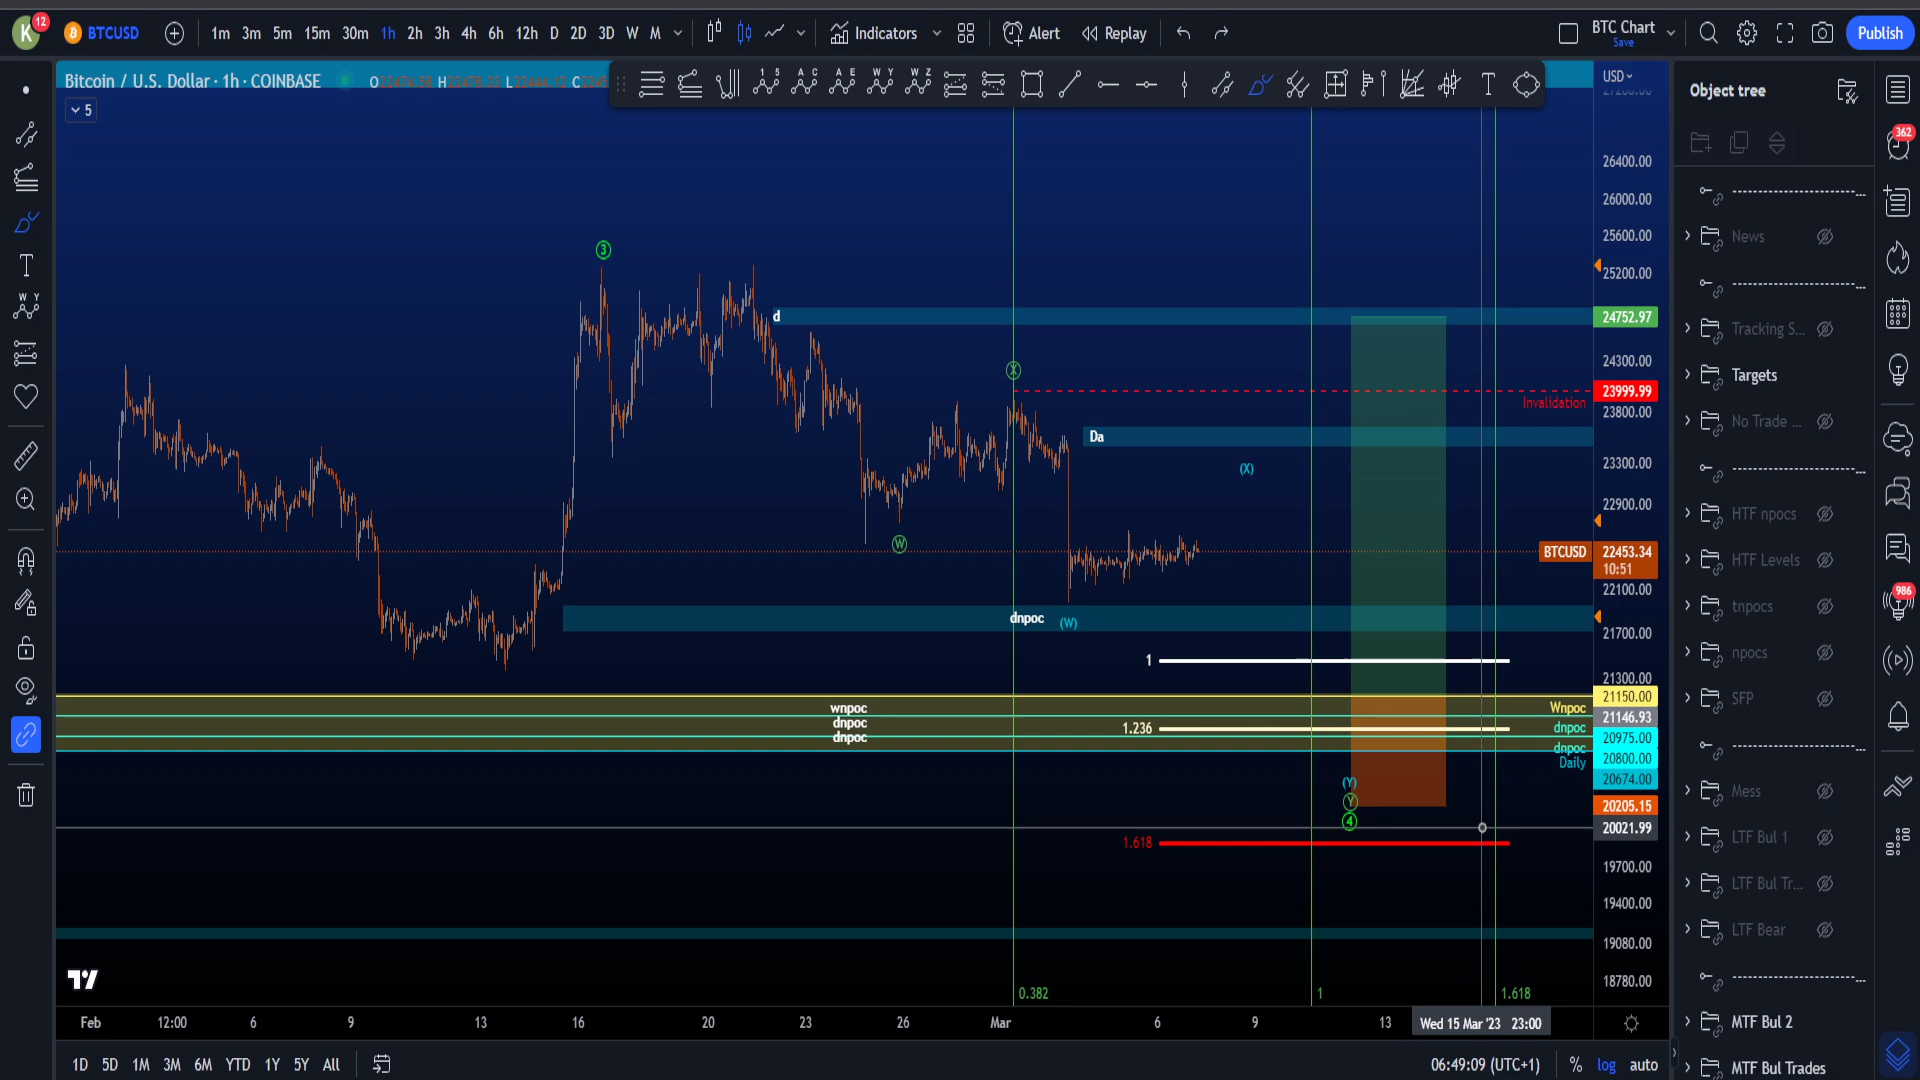 K 12 BTCUSD 1m 3m 5m 15m 30m 1h 2h 3h 4h 6h 12h D 2D 3D W M Indicators Alert Replay BTC Chart Save Publish
Bitcoin / U.S. Dollar · 1h · COINBASE
5
USD
Object tree
26400.00
26000.00
25600.00
25200.00
24752.97
24300.00
23999.99
23800.00
23300.00
22900.00
BTCUSD 22453.34
10:51
22100.00
21700.00
21300.00
21150.00
21146.93
20975.00
20800.00
20674.00
20205.15
20021.99
19700.00
19400.00
19080.00
18780.00
3
d
X
Invalidation
Da
(X)
W
dnpoc (W)
1
wnpoc
dnpoc
dnpoc
1.236
Wnpoc
dnpoc
dnpoc
Daily
(Y)
Y
4
1.618
0.382 1 1.618
Feb 12:00 6 9 13 16 20 23 26 Mar 6 9 13 Wed 15 Mar '23 23:00
1D 5D 1M 3M 6M YTD 1Y 5Y All 06:49:09 (UTC+1) % log auto
News
Tracking S...
Targets
No Trade ...
HTF npocs
HTF Levels
tnpocs
npocs
SFP
Mess
LTF Bul 1
LTF Bul Tr...
LTF Bear
MTF Bul 2
MTF Bul Trades
362
986